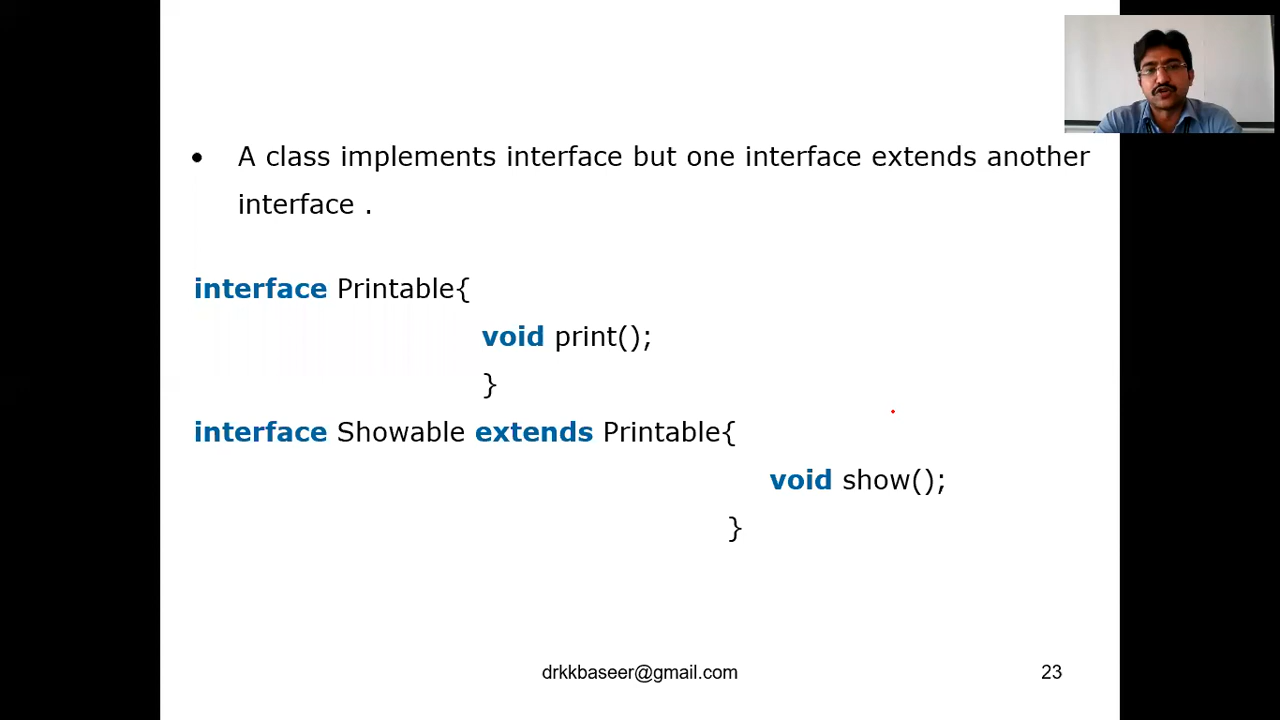 • A class implements interface but one interface extends another
interface .
interface Printable{
void print();
}
interface Showable extends Printable{
void show();
}
drkkbaseer@gmail.com
23